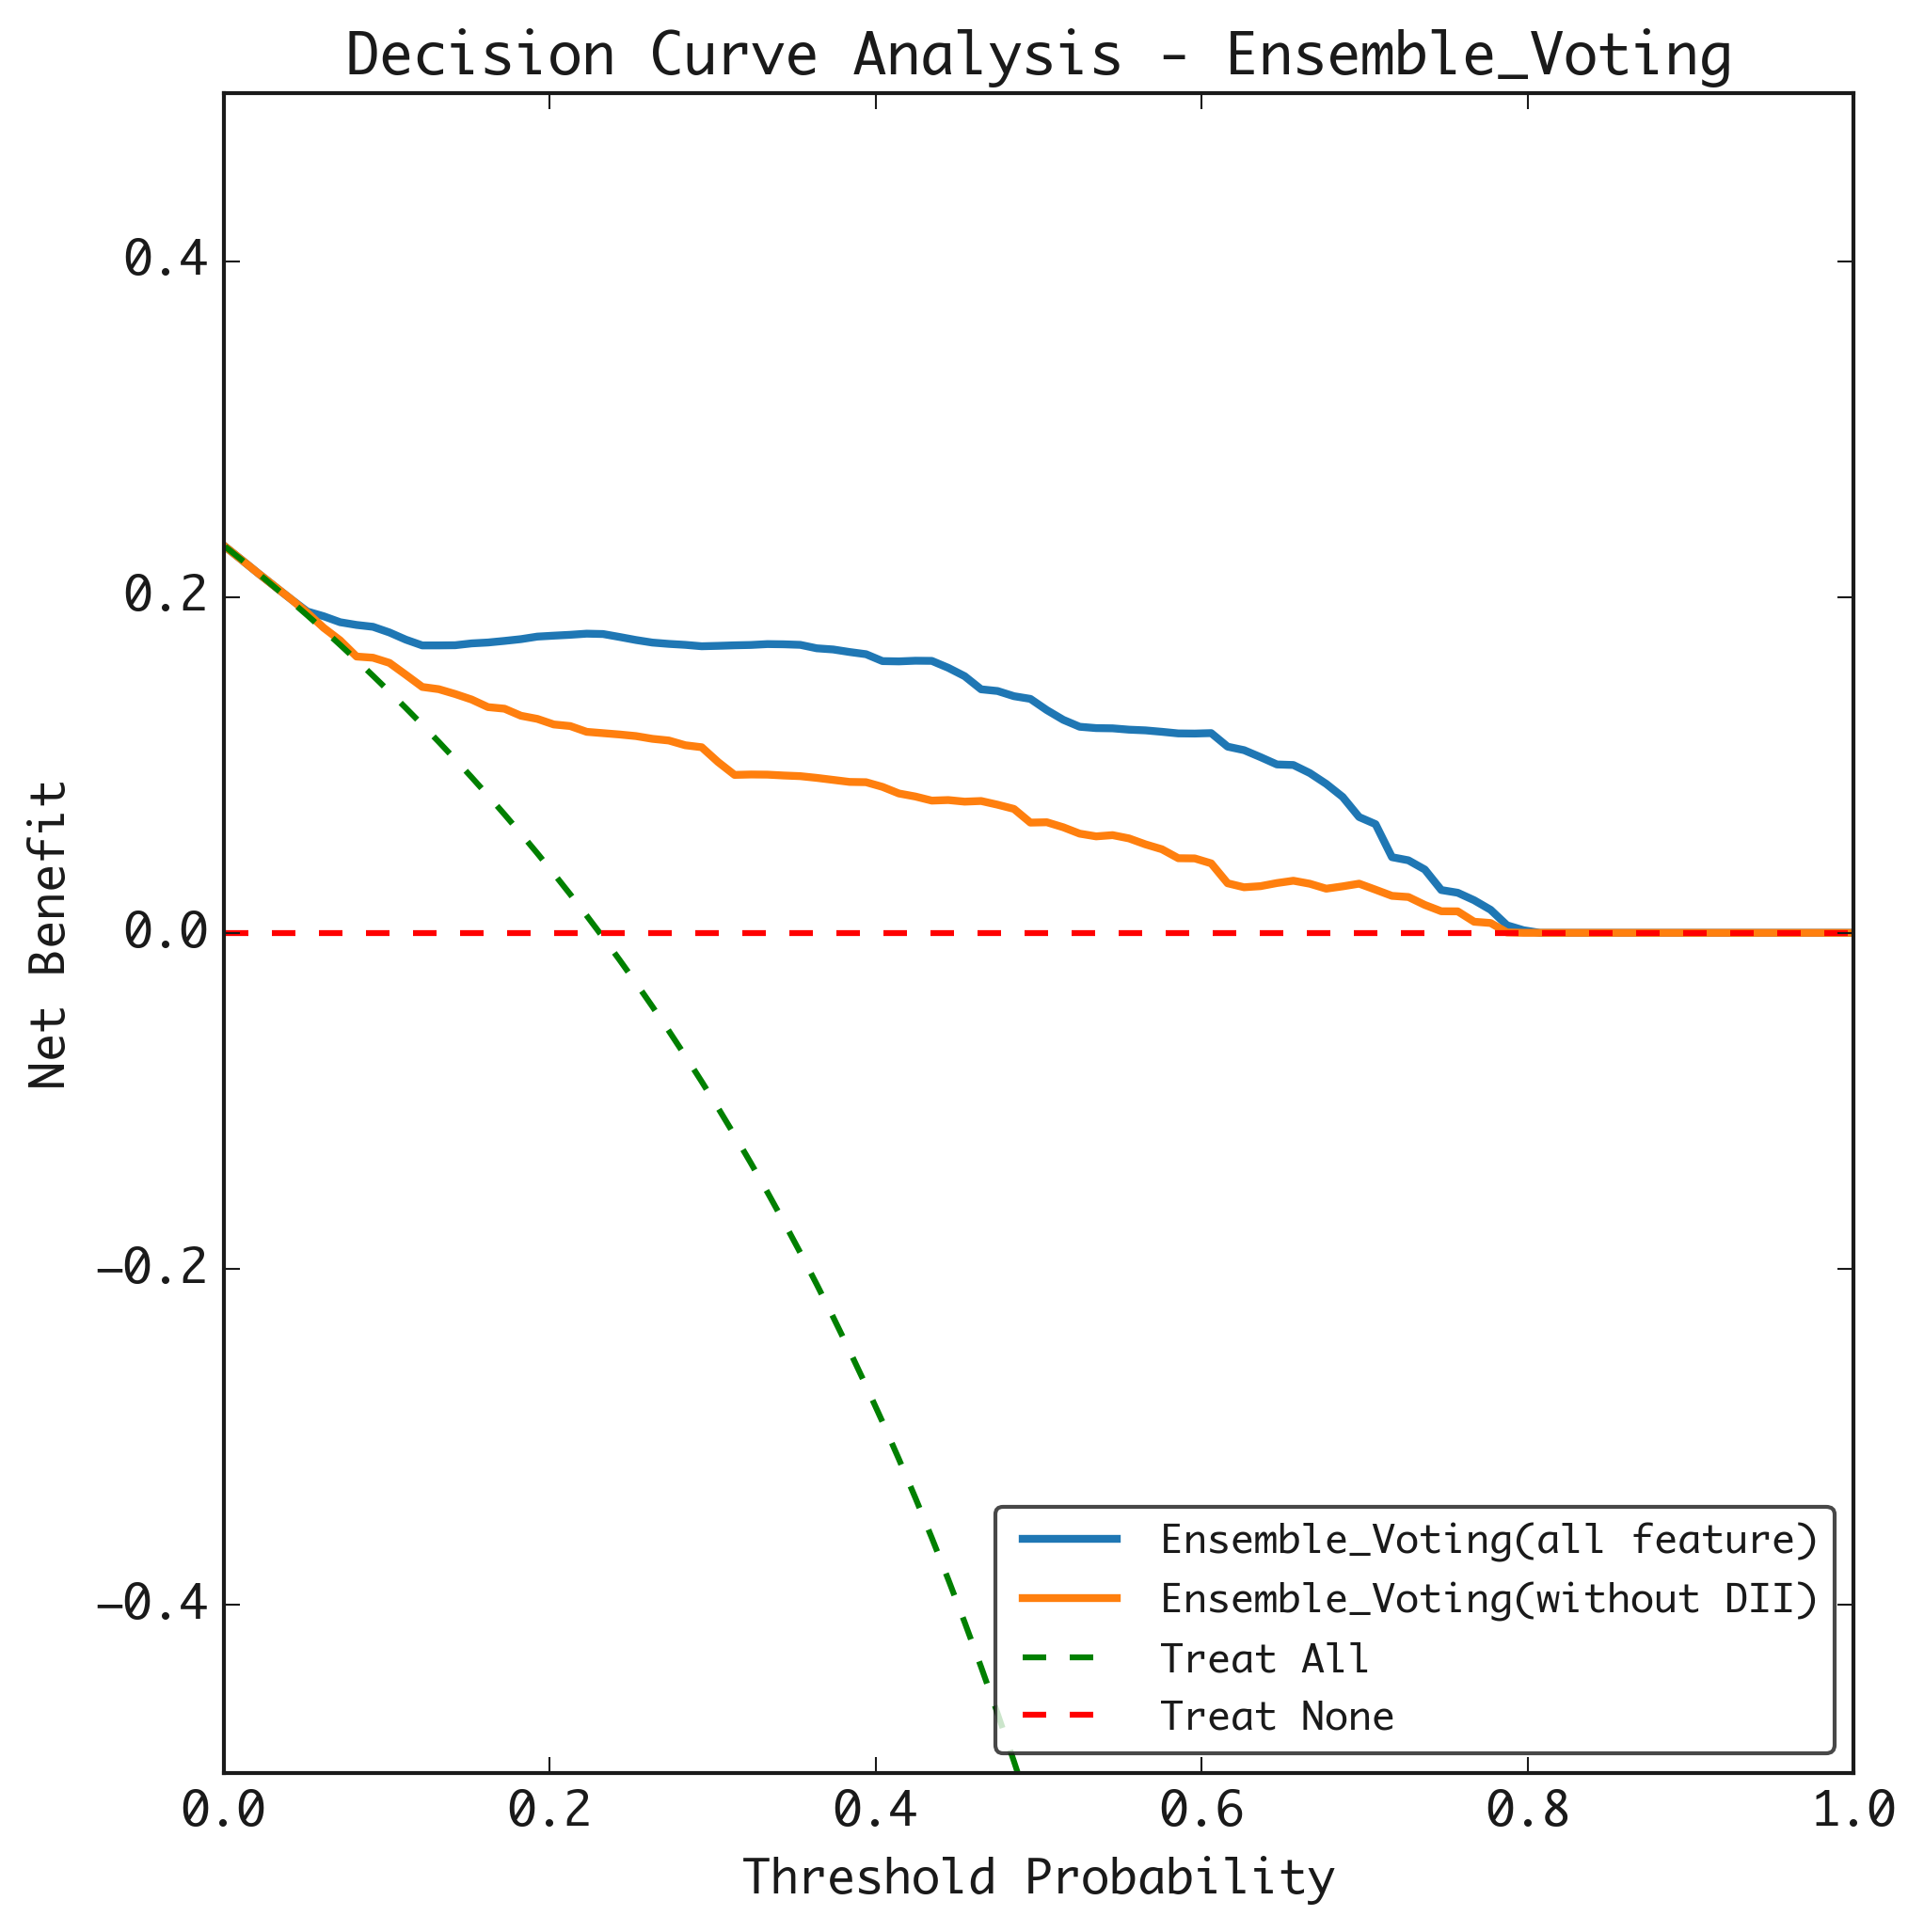 Decision Curve Analysis - Ensemble_Voting
Net Benefit
0.4
0.2
0.0
−0.2
−0.4
0.0 0.2 0.4 0.6 0.8 1.0
Threshold Probability
Ensemble_Voting(all feature)
Ensemble_Voting(without DII)
Treat All
Treat None